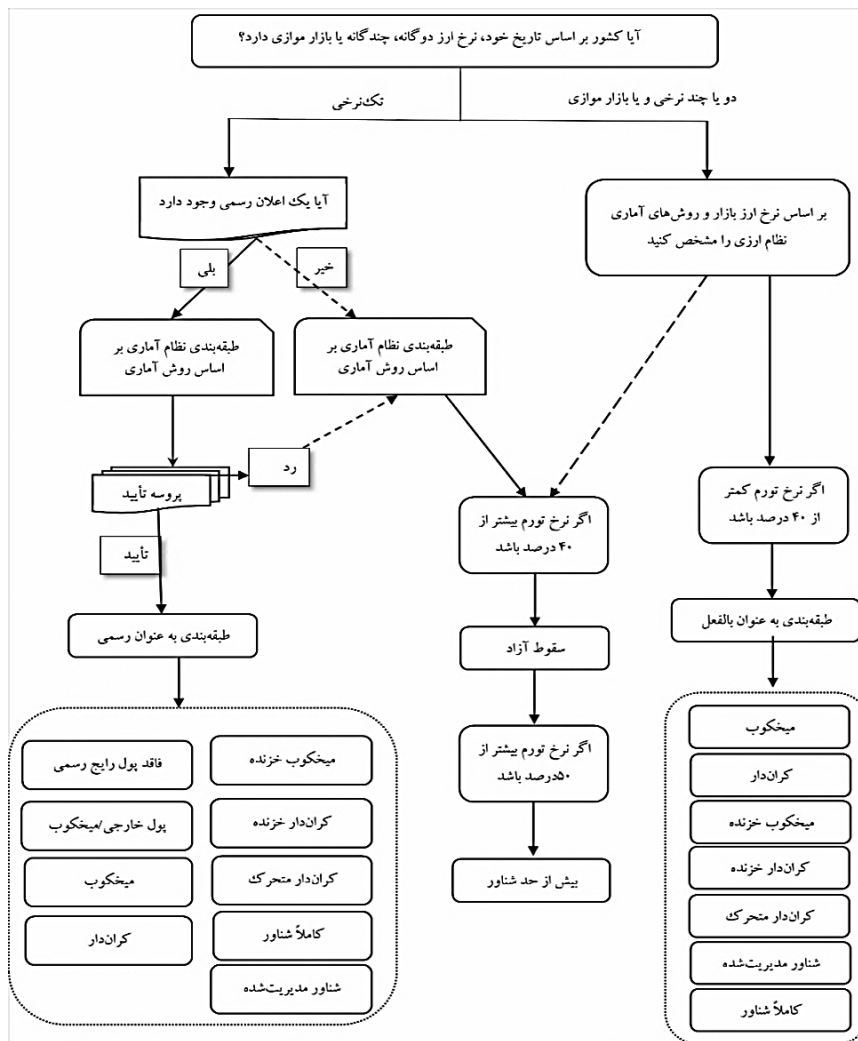 آیا کشور بر اساس تاریخ خود، نرخ ارز دوگانه، چندگانه یا بازار موازی دارد؟
دو یا چند نرخی و یا بازار موازی
تک‌نرخی
آیا یک اعلان رسمی وجود دارد
بر اساس نرخ ارز بازار و روش‌های آماری
نظام ارزی را مشخص کنید
بلی
خیر
طبقه‌بندی نظام آماری بر
اساس روش آماری
طبقه‌بندی نظام آماری بر
اساس روش آماری
رد
پروسه تأیید
تأیید
اگر نرخ تورم بیشتر از
۴۰ درصد باشد
اگر نرخ تورم کمتر
از ۴۰ درصد باشد
طبقه‌بندی به عنوان رسمی
سقوط آزاد
طبقه‌بندی به عنوان بالفعل
اگر نرخ تورم بیشتر از
۵۰درصد باشد
بیش از حد شناور
میخکوب خزنده
کران‌دار خزنده
کران‌دار متحرک
کاملاً شناور
شناور مدیریت‌شده
فاقد پول رایج رسمی
پول خارجی/میخکوب
میخکوب
کران‌دار
میخکوب
کران‌دار
میخکوب خزنده
کران‌دار خزنده
کران‌دار متحرک
شناور مدیریت‌شده
کاملاً شناور